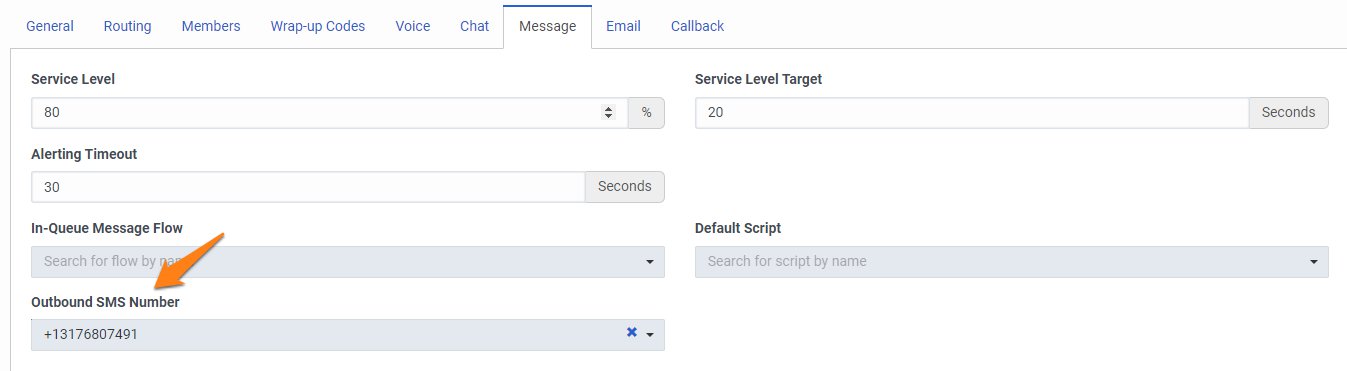 General Routing Members Wrap-up Codes Voice Chat Message Email Callback
Service Level Service Level Target
80 % 20 Seconds
Alerting Timeout
30 Seconds
In-Queue Message Flow Default Script
Search for flow by name Search for script by name
Outbound SMS Number
+13176807491